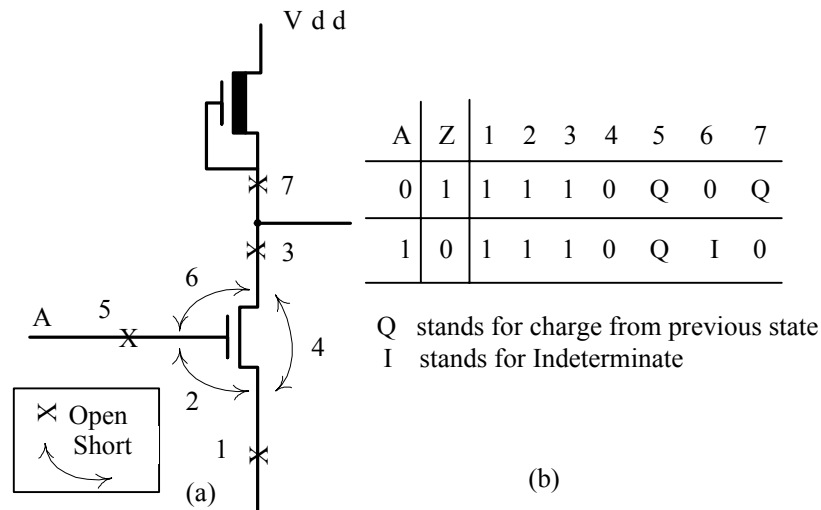 V d d
7
3
6
A 5
4
2
1
Open
Short
(a)
A Z 1 2 3 4 5 6 7
0 1 1 1 1 0 Q 0 Q
1 0 1 1 1 0 Q I 0
Q stands for charge from previous state
I stands for Indeterminate
(b)